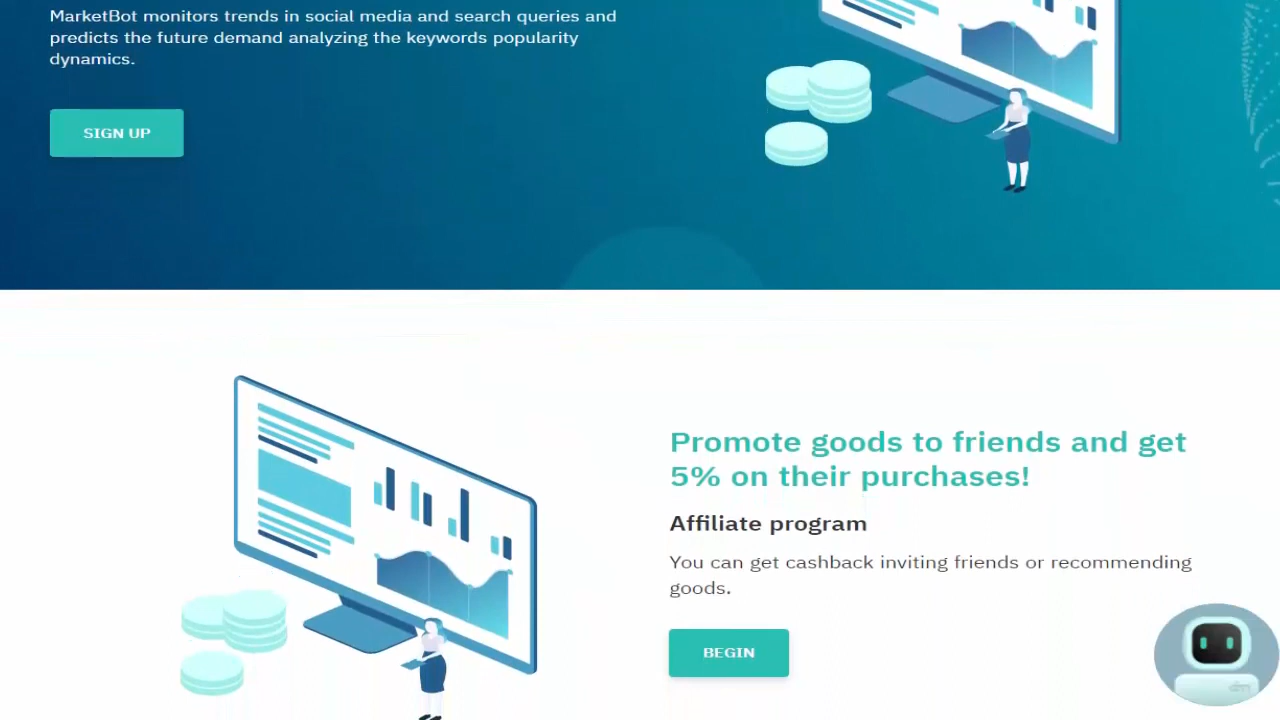 MarketBot monitors trends in social media and search queries and
predicts the future demand analyzing the keywords popularity
dynamics.
SIGN UP
Promote goods to friends and get
5% on their purchases!
Affiliate program
You can get cashback inviting friends or recommending
goods.
BEGIN